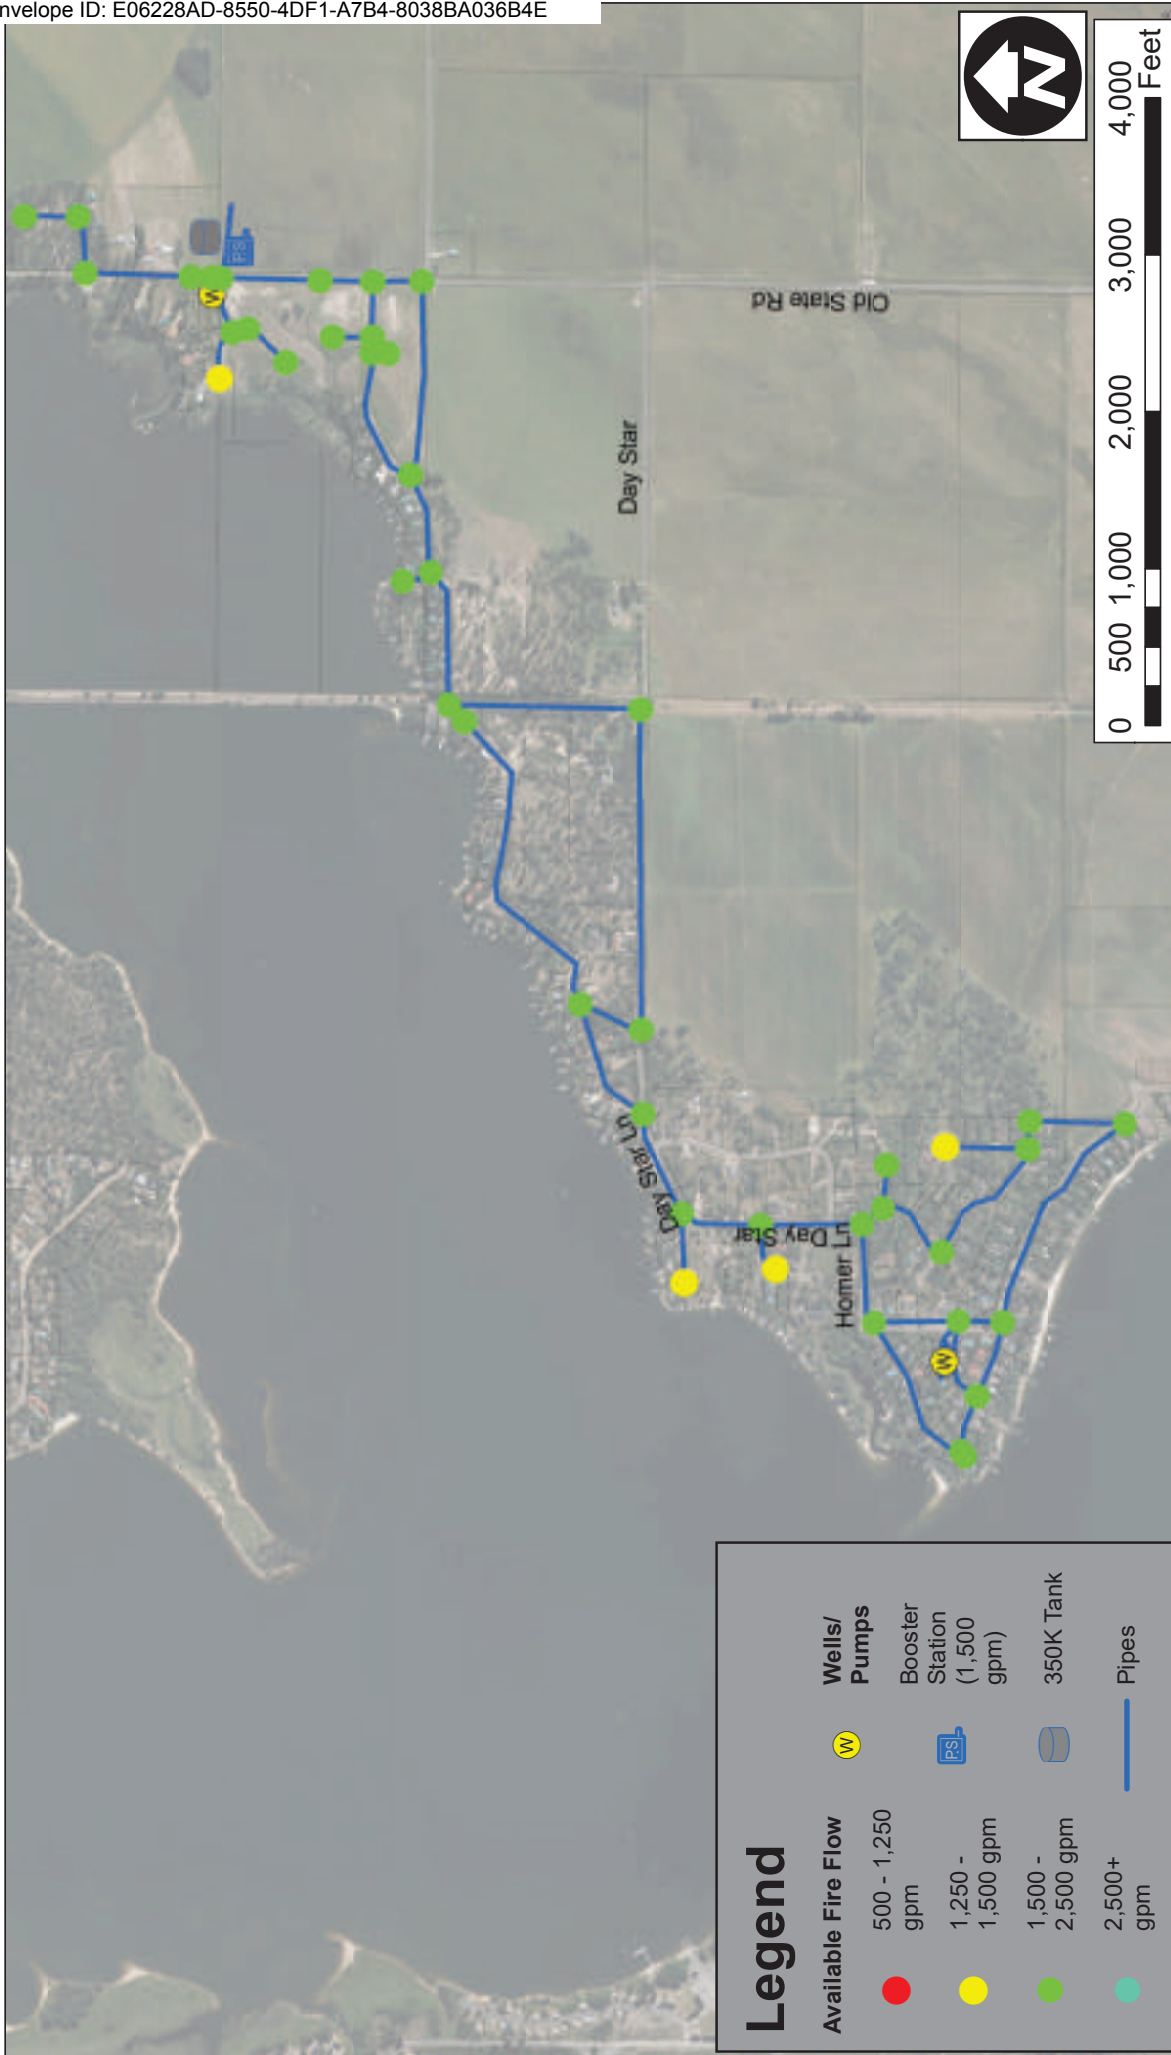 nvelope ID: E06228AD-8550-4DF1-A7B4-8038BA036B4E
N
0 500 1,000 2,000 3,000 4,000
Feet
W
PS
Old State Rd
Day Star
Day Star Ln
Day Star
Homer Ln
W
Legend
Available Fire Flow
500 - 1,250
gpm
1,250 -
1,500 gpm
1,500 -
2,500 gpm
2,500+
gpm
W
Wells/
Pumps
PS
Booster
Station
(1,500
gpm)
350K Tank
Pipes